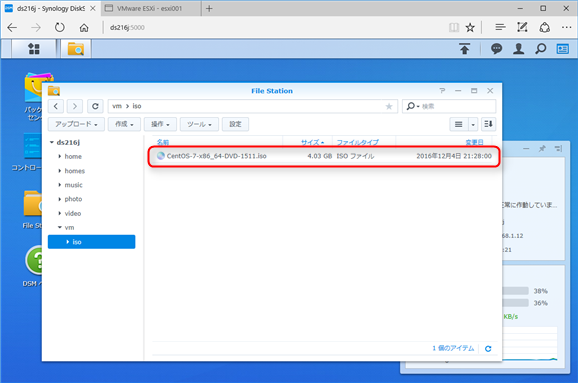 ds216j - Synology DiskS
VMware ESXi - esxi001
ds216j:5000
File Station
vm
iso
検索
アップロード
作成
操作
ツール
設定
名前
サイズ
ファイルタイプ
変更日
CentOS-7-x86_64-DVD-1511.iso
4.03 GB
ISO ファイル
2016年12月4日 21:28:00
ds216j
home
homes
music
photo
video
vm
iso
1 個のアイテム
パッケ
セン
コントロー
File St
DSM ヘ
正常に作動していま...
68.1.12
:21
38%
36%
KB/s